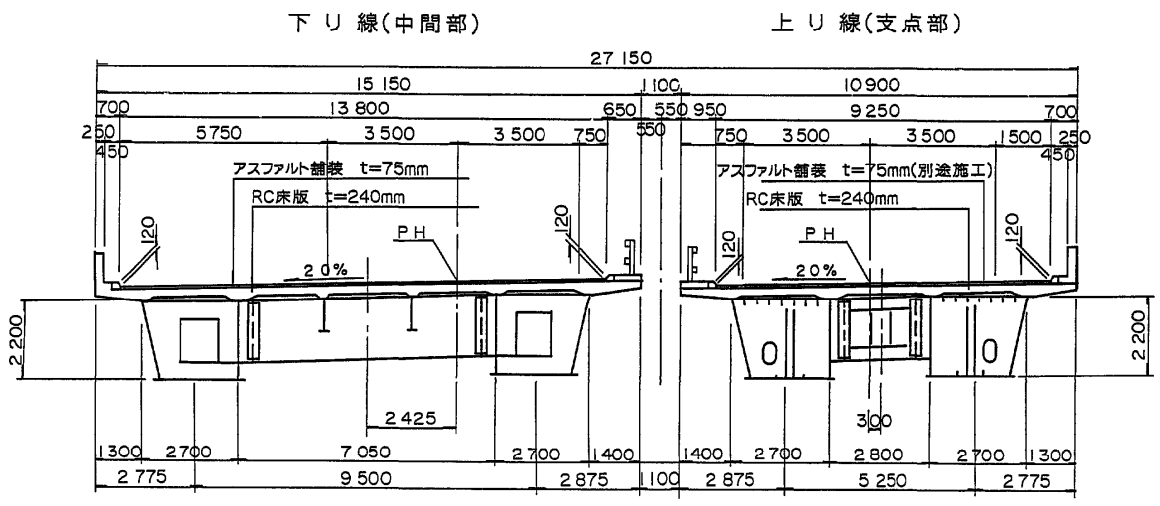 下り線(中間部) 上り線(支点部)
27 150
15 150 1 100 10 900
700 13 800 650 550 950 9 250 700
250 5 750 3 500 3 500 750 550 750 3 500 3 500 1500 250
450 450
アスファルト舗装 t=75mm アスファルト舗装 t=75mm(別途施工)
RC床版 t=240mm RC床版 t=240mm
120 120 PH 120 PH 120
2 0% 2 0%
2 200 2 200
2 425 300
1 300 2 700 7 050 2 700 1 400 1 400 2 700 2 800 2 700 1 300
2 775 9 500 2 875 1 100 2 875 5 250 2 775